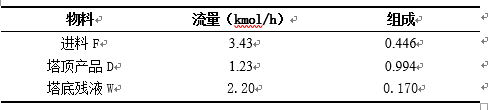 物料 流量（kmol/h） 组成
进料 F 3.43 0.446
塔顶产品 D 1.23 0.994
塔底残液 W 2.20 0.170